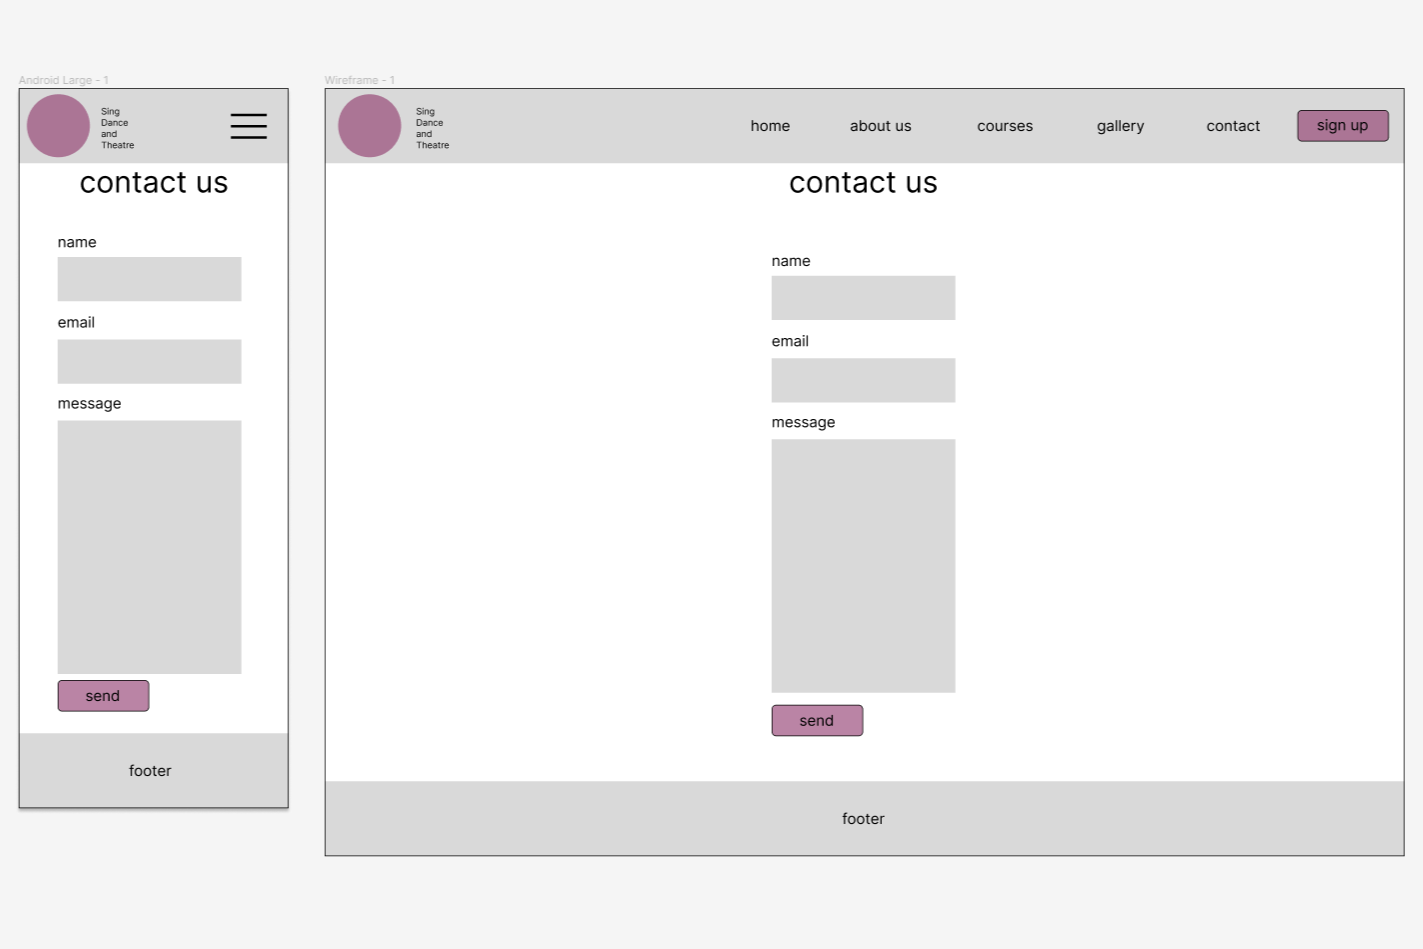 Android Large - 1
Sing
Dance
and
Theatre
contact us
name
email
message
send
footer
Wireframe - 1
Sing
Dance
and
Theatre
home about us courses gallery contact sign up
contact us
name
email
message
send
footer